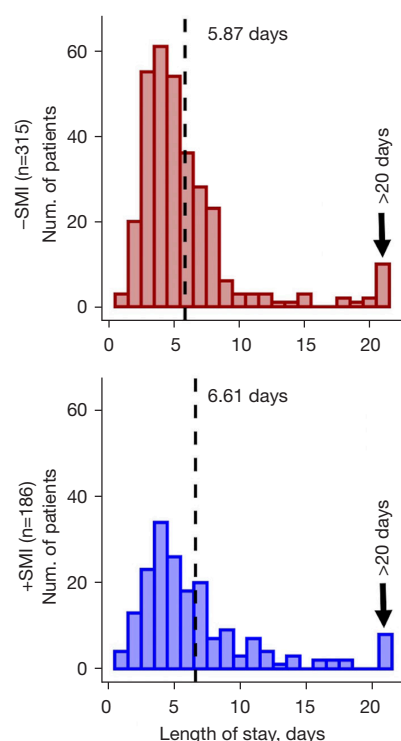 5.87 days
60
40
20
0
–SMI (n=315)
Num. of patients
>20 days
0 5 10 15 20
6.61 days
60
40
20
0
+SMI (n=186)
Num. of patients
>20 days
0 5 10 15 20
Length of stay, days